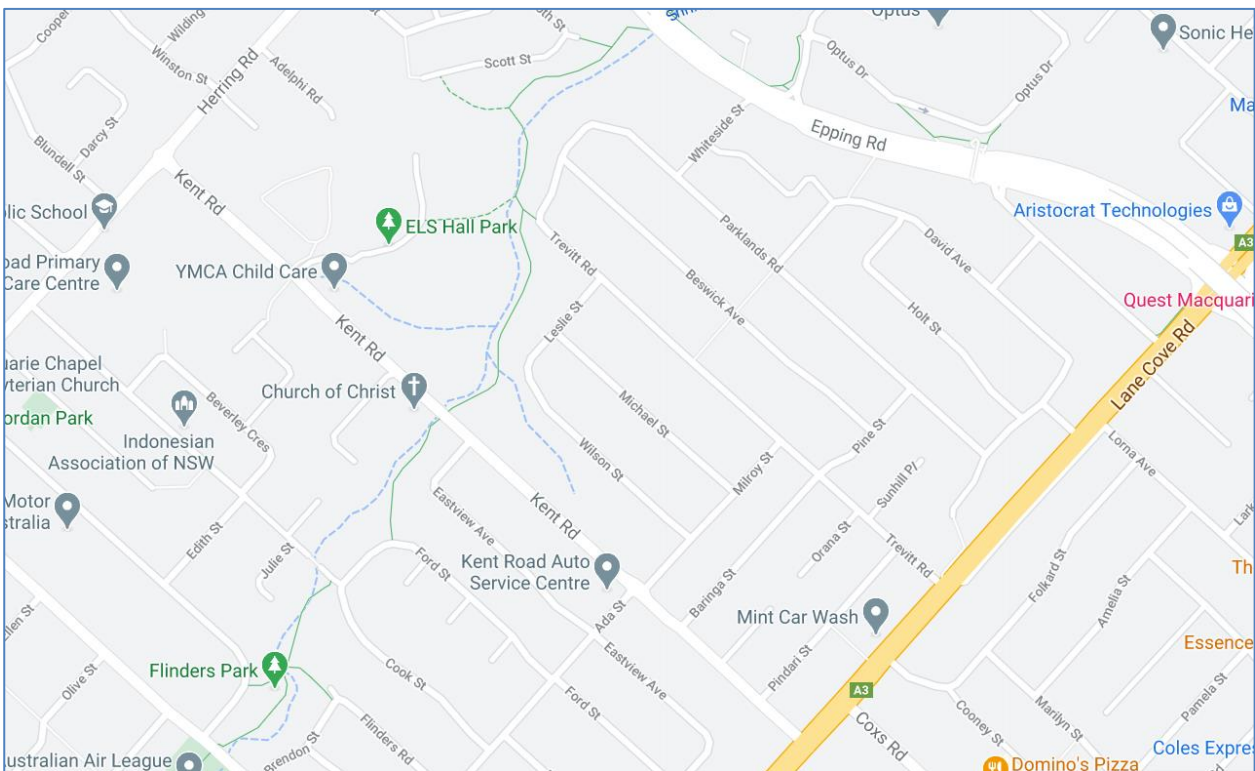 Cooper
Wilding
Winston St
Herring Rd
Adelphi Rd
Scott St
Optus
Optus Dr
Optus Dr
Sonic He
Ma
Darcy St
Blundell St
Whiteside St
Epping Rd
Kent Rd
lic School
ELS Hall Park
Aristocrat Technologies
A3
Parklands Rd
David Ave
Trevitt Rd
oad Primary
Care Centre
YMCA Child Care
Beswick Ave
Quest Macquari
Leslie St
Holt St
Kent Rd
Lane Cove Rd
uarie Chapel
yterian Church
Church of Christ
ordan Park
Beverley Cres
Indonesian
Association of NSW
Michael St
Pine St
Lorna Ave
Wilson St
Milroy St
Sunhill Pl
Motor
stralia
Eastview Ave
Kent Rd
Lark
Edith St
Orana St
Trevitt Rd
Julie St
Ford St
Kent Road Auto
Service Centre
Baringa St
Folkard St
Amelia St
Th
Ada St
Mint Car Wash
Essence
Flinders Park
Eastview Ave
Pindari St
Olive St
Cook St
Ford St
A3
Coxs Rd
Cooney St
Marilyn St
Pamela St
Flinders Rd
Brendon St
ustralian Air League
Domino's Pizza
Coles Expre